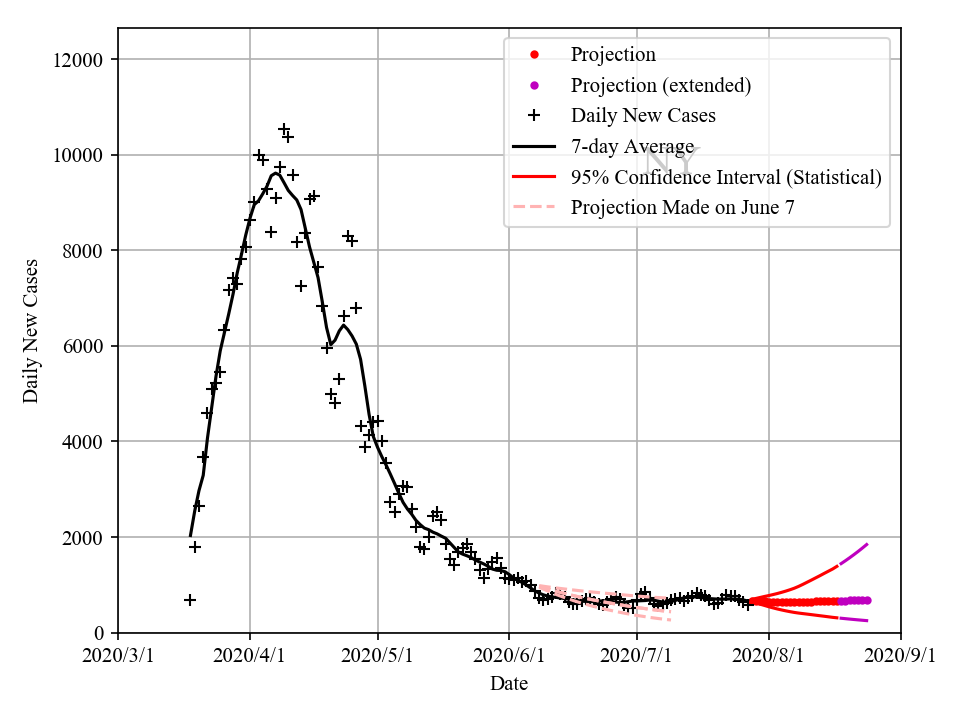 12000
10000
8000
6000
4000
2000
0
Daily New Cases
2020/3/1
2020/4/1
2020/5/1
2020/6/1
2020/7/1
2020/8/1
2020/9/1
Date
NY
Projection
Projection (extended)
Daily New Cases
7-day Average
95% Confidence Interval (Statistical)
Projection Made on June 7